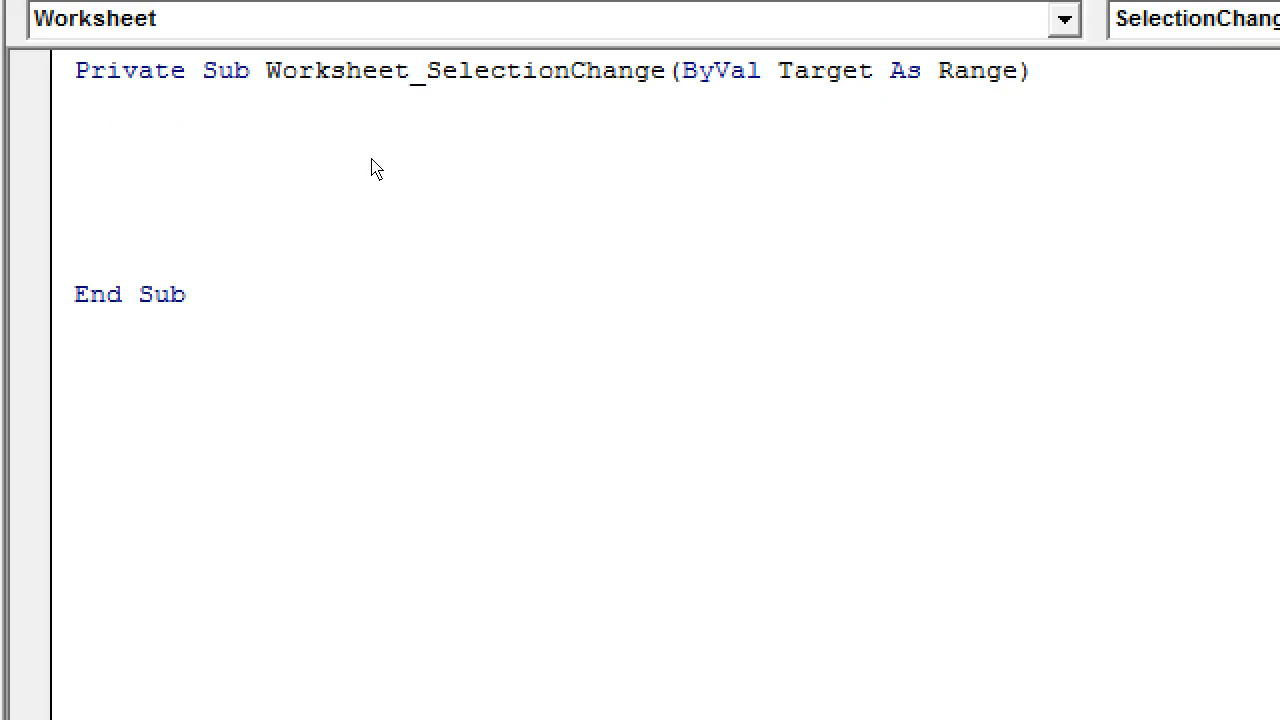 Worksheet
SelectionChang
Private Sub Worksheet_SelectionChange(ByVal Target As Range)
End Sub